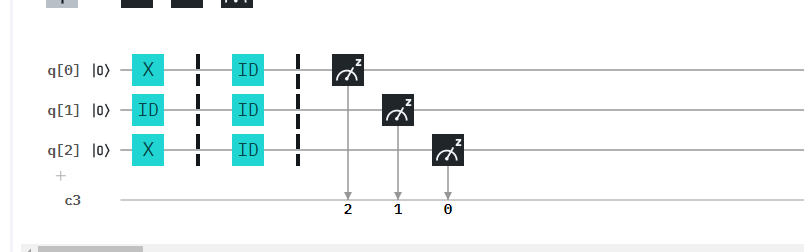 q[0] |0⟩ X ID z
q[1] |0⟩ ID ID z
q[2] |0⟩ X ID z
+
c3
2 1 0